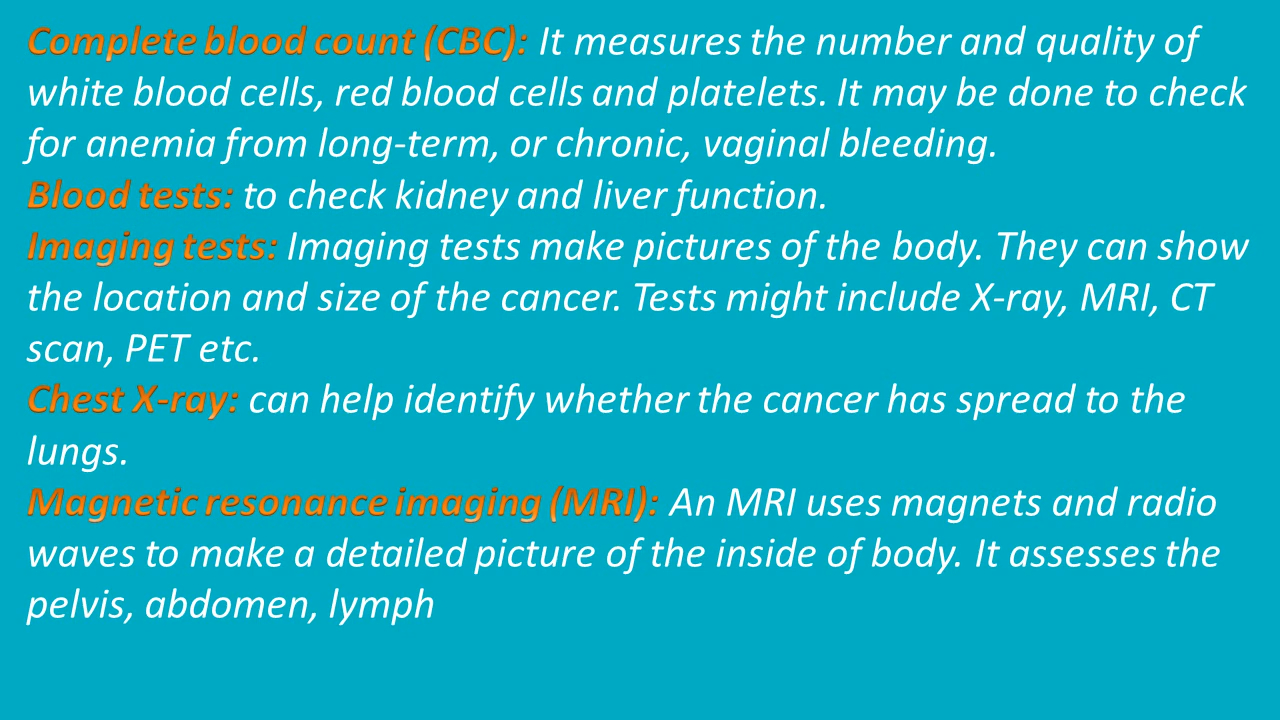 Complete blood count (CBC): It measures the number and quality of
white blood cells, red blood cells and platelets. It may be done to check
for anemia from long-term, or chronic, vaginal bleeding.
Blood tests: to check kidney and liver function.
Imaging tests: Imaging tests make pictures of the body. They can show
the location and size of the cancer. Tests might include X-ray, MRI, CT
scan, PET etc.
Chest X-ray: can help identify whether the cancer has spread to the
lungs.
Magnetic resonance imaging (MRI): An MRI uses magnets and radio
waves to make a detailed picture of the inside of body. It assesses the
pelvis, abdomen, lymph